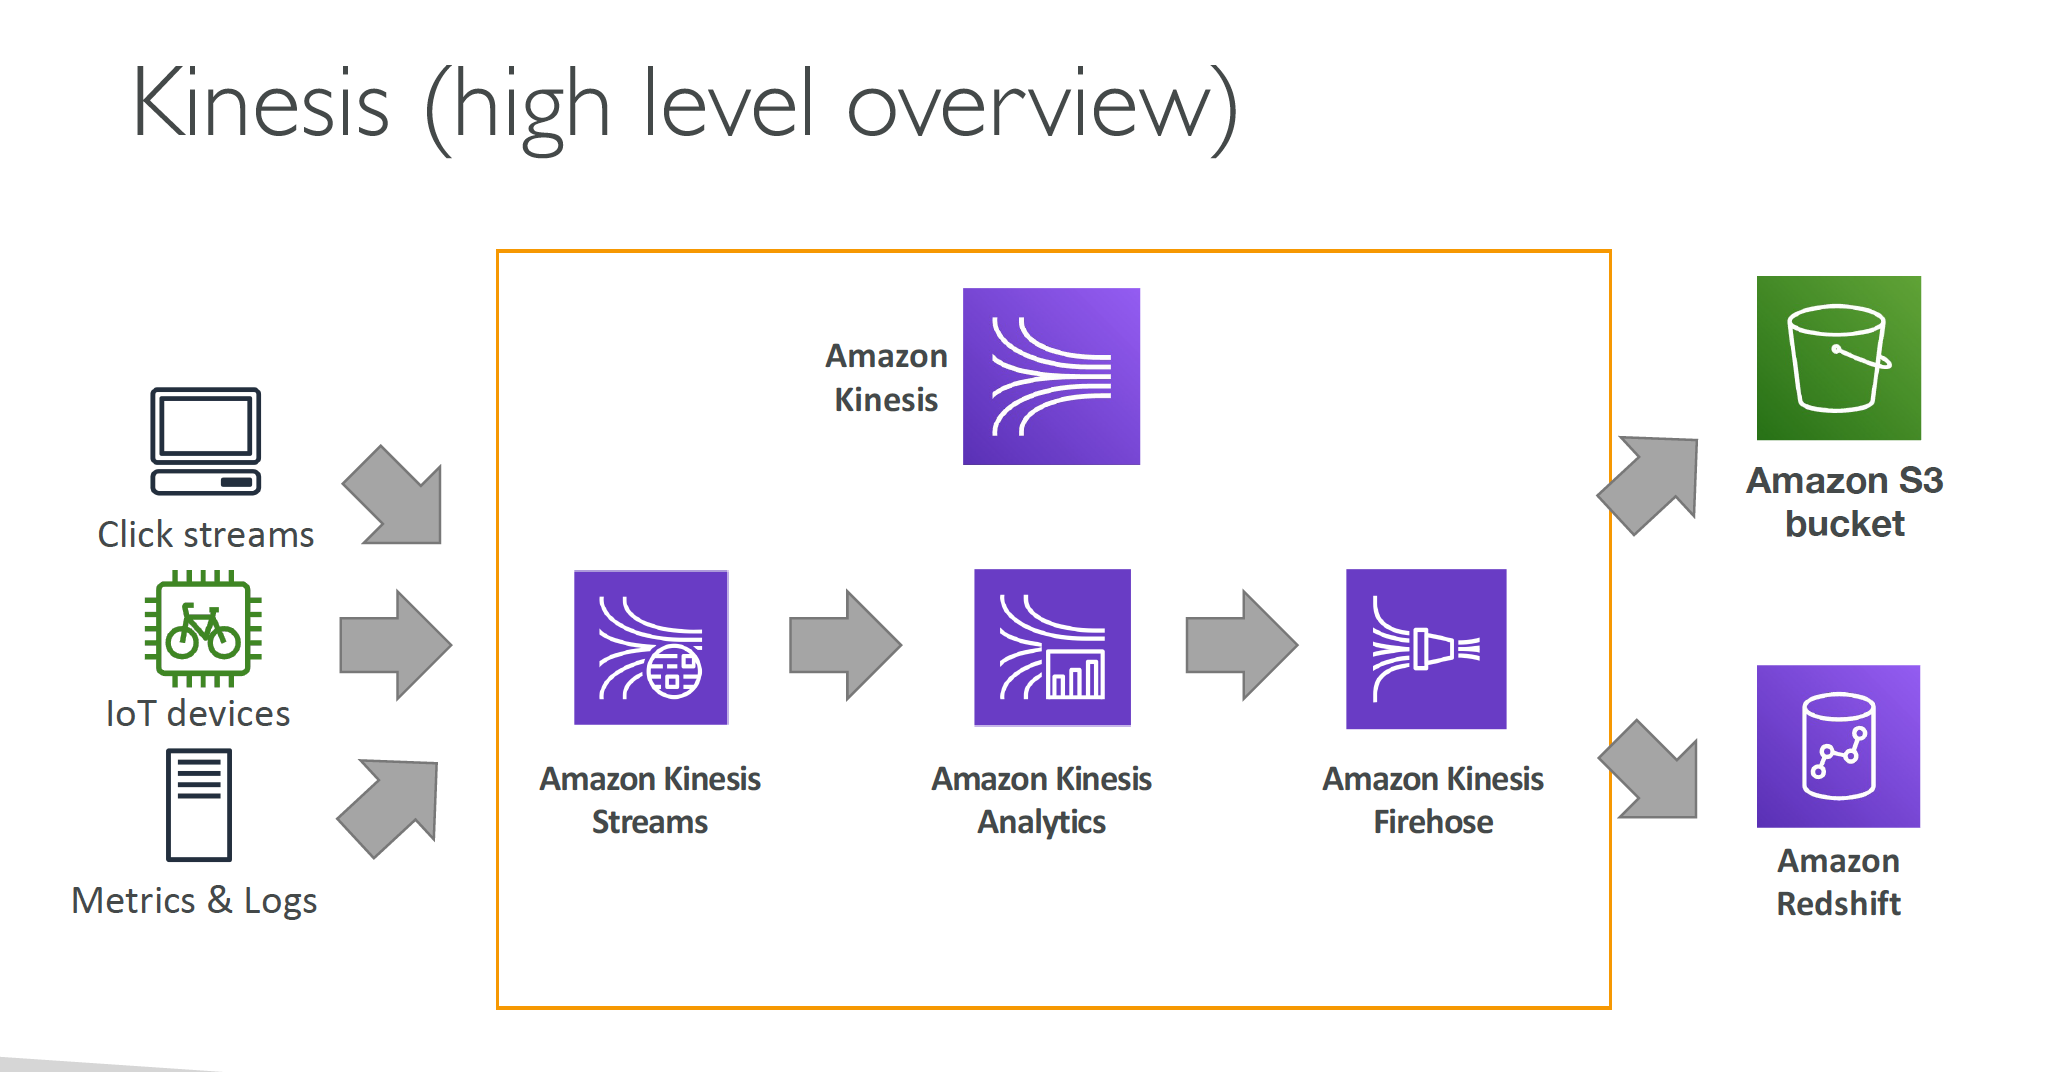 Kinesis (high level overview)
Amazon
Kinesis
Click streams
IoT devices
Metrics & Logs
Amazon Kinesis
Streams
Amazon Kinesis
Analytics
Amazon Kinesis
Firehose
Amazon S3
bucket
Amazon
Redshift